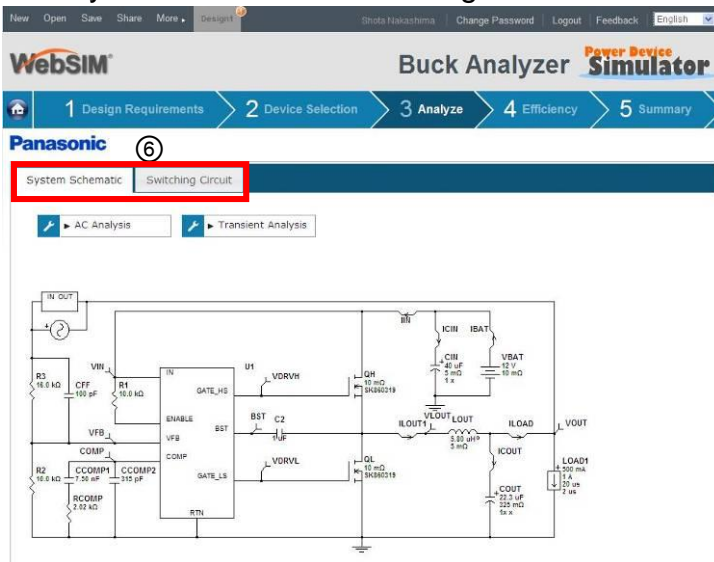 New Open Save Share More Design1 Shota Nakashima Change Password Logout Feedback English
WebSIM Buck Analyzer Power Device Simulator
1 Design Requirements 2 Device Selection 3 Analyze 4 Efficiency 5 Summary
Panasonic ⑥
System Schematic Switching Circuit
AC Analysis Transient Analysis
IN OUT
IIN
ICIN IBAT
CIN
40 uF
5 mΩ
1 x
VBAT
12 V
10 mΩ
R3
16.0 kΩ
CFF
100 pF
VIN
R1
10.0 kΩ
IN
U1
GATE_HS
VDRVH
QH
10 mΩ
SK860319
ENABLE
BST
BST
C2
1 uF
VFB
VFB
COMP
COMP
ILOUT1
VLOUT
LOUT
5.80 uH
5 mΩ
ILOAD
VOUT
R2
10.0 kΩ
CCOMP1
7.50 nF
CCOMP2
315 pF
RCOMP
2.02 kΩ
GATE_LS
VDRVL
QL
10 mΩ
SK860319
RTN
ICOUT
COUT
22.3 uF
325 mΩ
LOAD1
500 mA
1 A
20 us
2 us